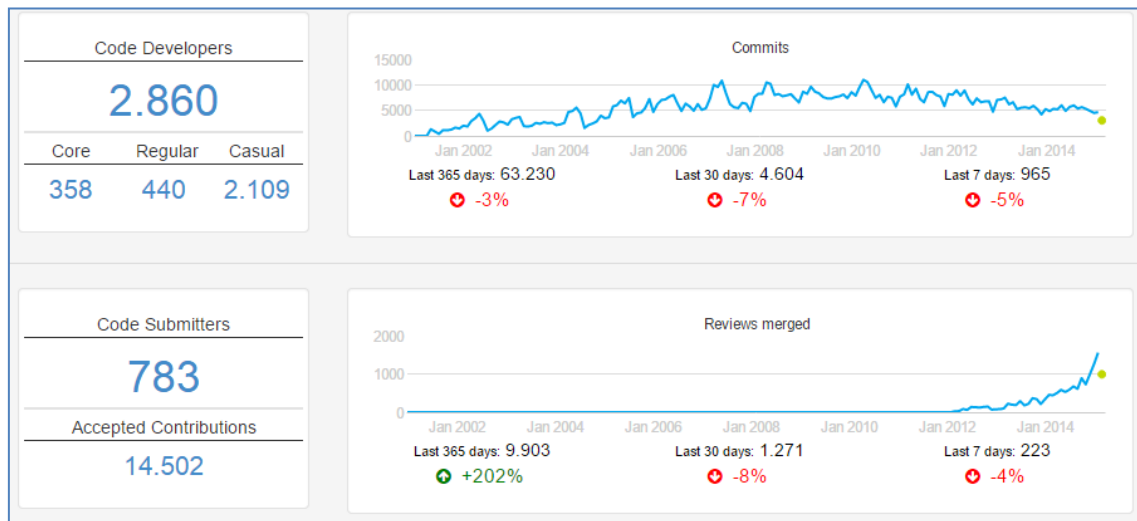 Code Developers
2.860
Core Regular Casual
358 440 2.109
Commits
15000
10000
5000
0
Jan 2002 Jan 2004 Jan 2006 Jan 2008 Jan 2010 Jan 2012 Jan 2014
Last 365 days: 63.230 Last 30 days: 4.604 Last 7 days: 965
-3% -7% -5%
Code Submitters
783
Accepted Contributions
14.502
Reviews merged
2000
1000
0
Jan 2002 Jan 2004 Jan 2006 Jan 2008 Jan 2010 Jan 2012 Jan 2014
Last 365 days: 9.903 Last 30 days: 1.271 Last 7 days: 223
+202% -8% -4%